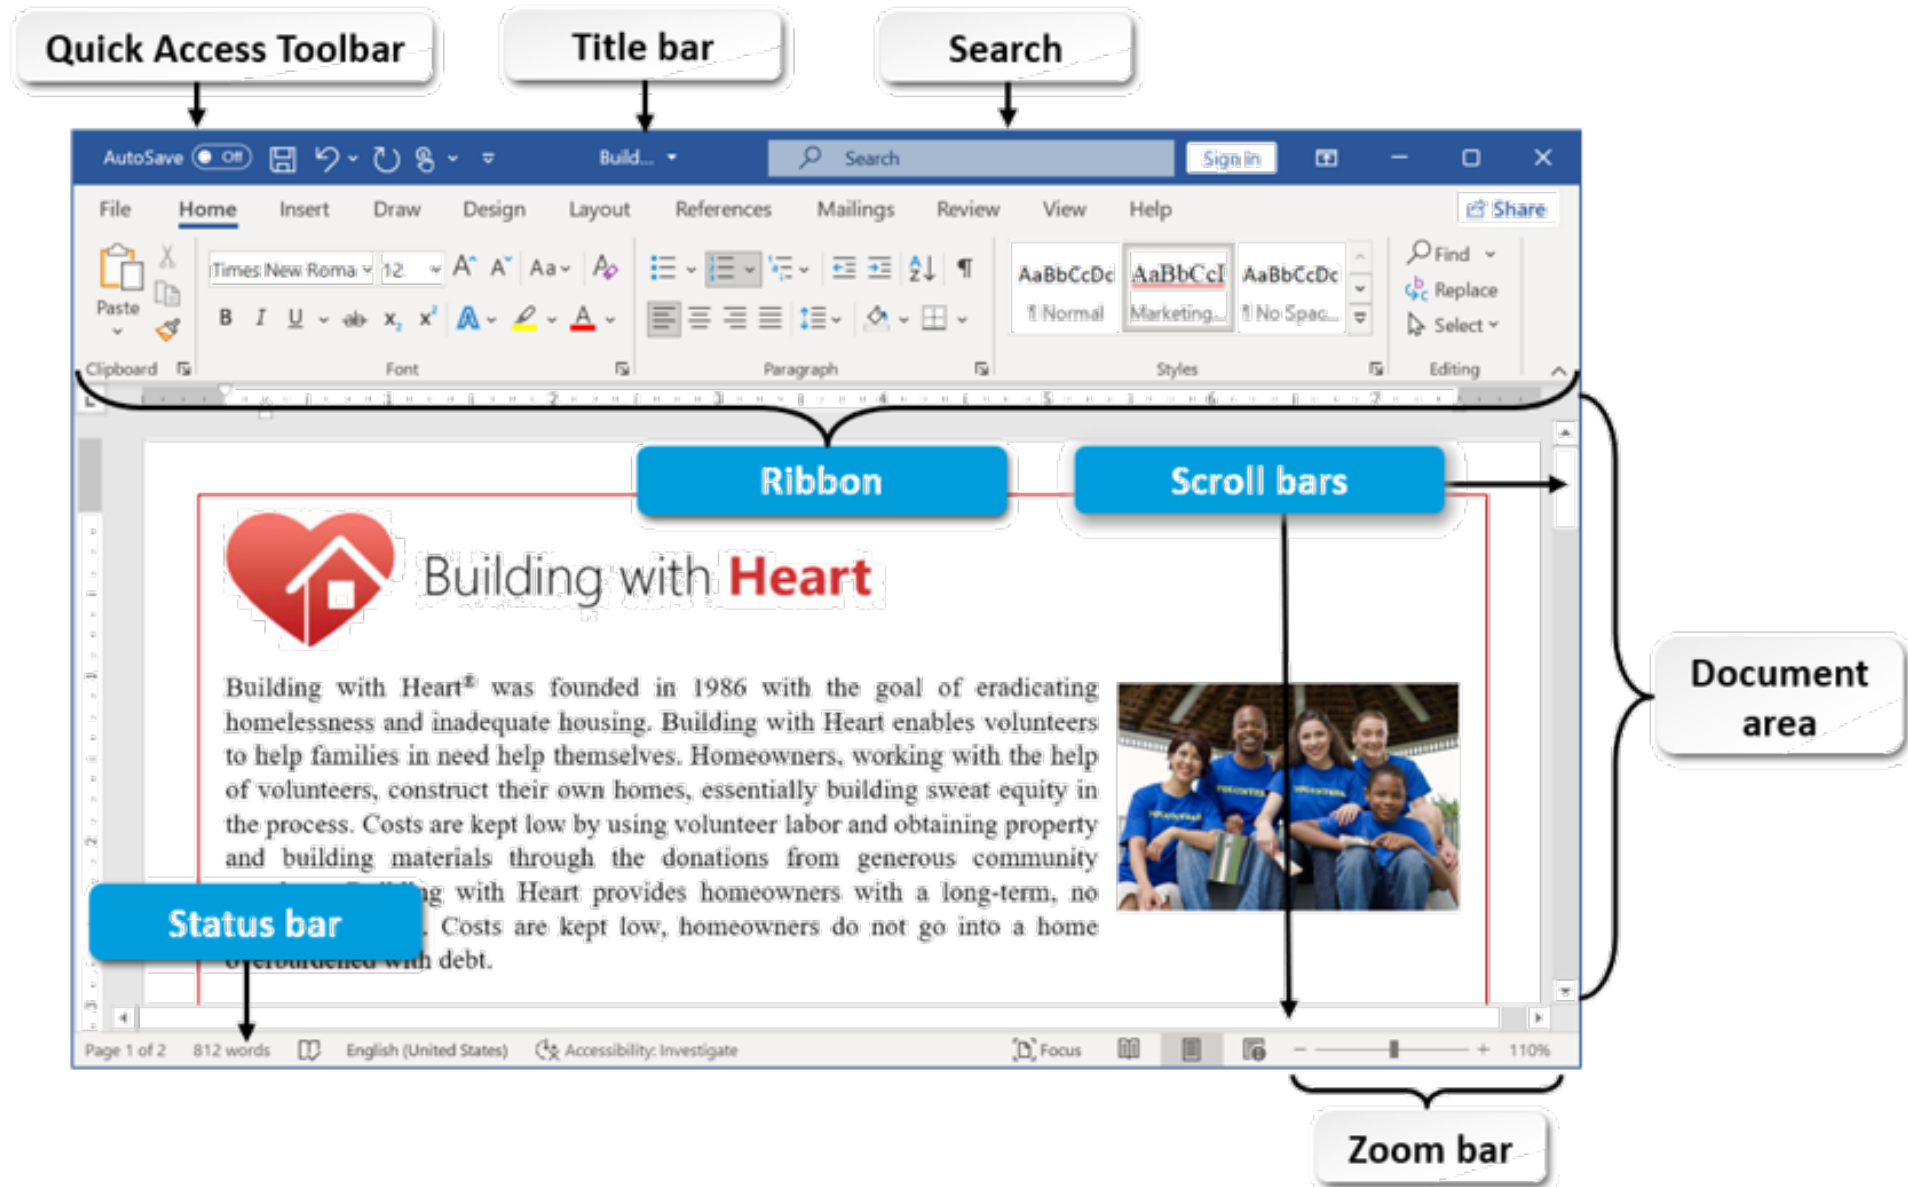 Quick Access Toolbar
Title bar
Search
AutoSave Off
Build...
Search
Sign in
File Home Insert Draw Design Layout References Mailings Review View Help
Share
Paste
Clipboard
Times New Roma 12
Aa
B I U ab x₂ x²
Font
Paragraph
AaBbCcDc AaBbCcI AaBbCcDc
¶ Normal Marketing... ¶ No Spac...
Styles
Find
Replace
Select
Editing
Ribbon
Scroll bars
Building with Heart
Building with Heart® was founded in 1986 with the goal of eradicating
homelessness and inadequate housing. Building with Heart enables volunteers
to help families in need help themselves. Homeowners, working with the help
of volunteers, construct their own homes, essentially building sweat equity in
the process. Costs are kept low by using volunteer labor and obtaining property
and building materials through the donations from generous community
with Heart provides homeowners with a long-term, no
Costs are kept low, homeowners do not go into a home
overburdened with debt.
Document
area
Status bar
Page 1 of 2 812 words English (United States) Accessibility: Investigate
Focus
110%
Zoom bar